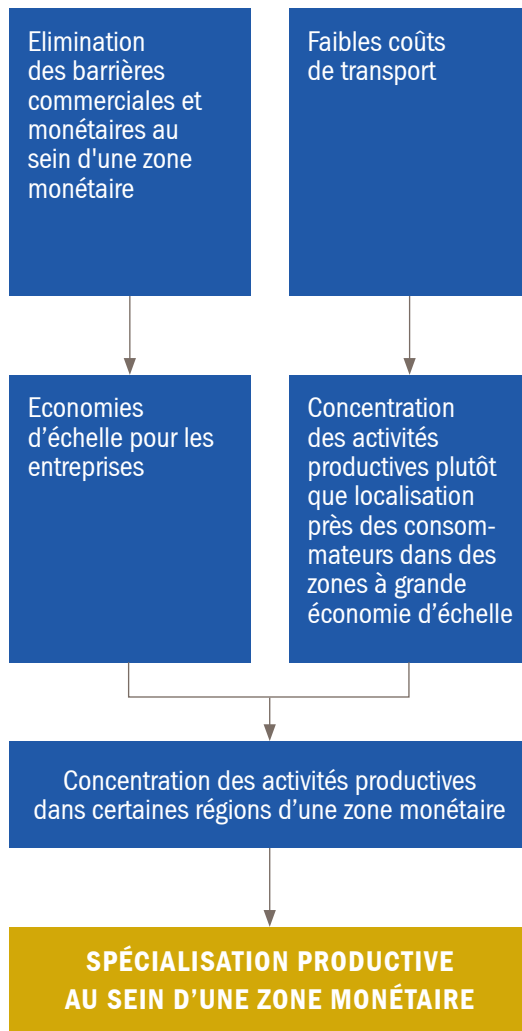 Elimination
des barrières
commerciales et
monétaires au
sein d'une zone
monétaire
Faibles coûts
de transport
Economies
d’échelle pour les
entreprises
Concentration
des activités
productives plutôt
que localisation
près des consom-
mateurs dans des
zones à grande
économie d’échelle
Concentration des activités productives
dans certaines régions d’une zone monétaire
SPÉCIALISATION PRODUCTIVE
AU SEIN D’UNE ZONE MONÉTAIRE